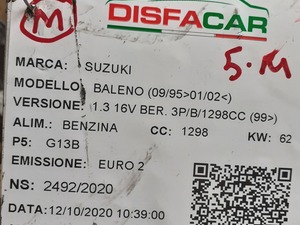 M
DISFACAR
MARCA: SUZUKI
5.M
MODELLO: BALENO (09/95>01/02<)
VERSIONE: 1.3 16V BER. 3P/B/1298CC (99>)
ALIM.: BENZINA CC: 1298 KW: 62
P5: G13B
EMISSIONE: EURO 2
NS: 2492/2020
DATA: 12/10/2020 10:39:00